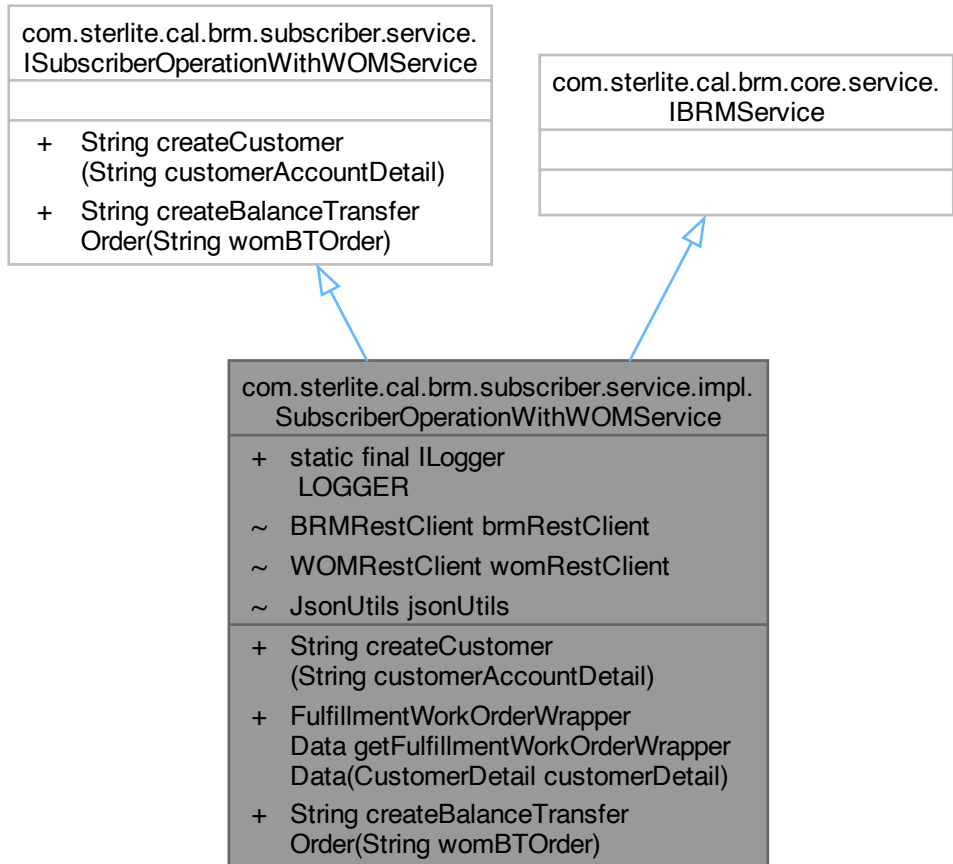 com.sterlite.cal.brm.subscriber.service.
ISubscriberOperationWithWOMService
+ String createCustomer
(String customerAccountDetail)
+ String createBalanceTransfer
Order(String womBTOrder)
com.sterlite.cal.brm.core.service.
IBRMService
com.sterlite.cal.brm.subscriber.service.impl.
SubscriberOperationWithWOMService
+ static final ILogger
LOGGER
~ BRMRestClient brmRestClient
~ WOMRestClient womRestClient
~ JsonUtils jsonUtils
+ String createCustomer
(String customerAccountDetail)
+ FulfillmentWorkOrderWrapper
Data getFulfillmentWorkOrderWrapper
Data(CustomerDetail customerDetail)
+ String createBalanceTransfer
Order(String womBTOrder)